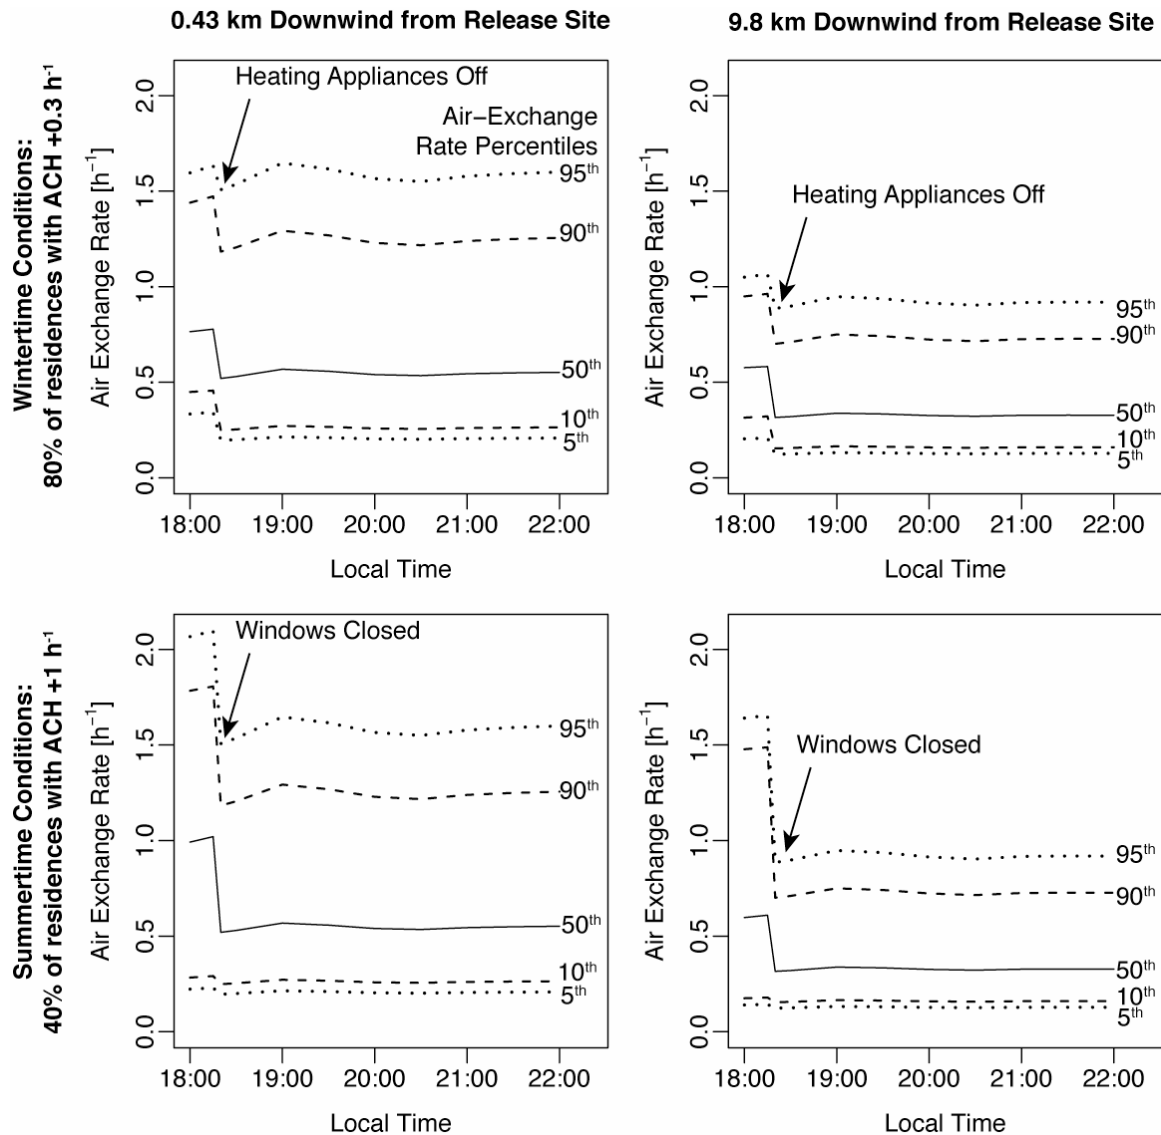 0.43 km Downwind from Release Site
9.8 km Downwind from Release Site
Wintertime Conditions:
80% of residences with ACH +0.3 h⁻¹
Air Exchange Rate [h⁻¹]
2.0
1.5
1.0
0.5
0.0
Heating Appliances Off
Air−Exchange
Rate Percentiles
95th
90th
50th
10th
5th
18:00 19:00 20:00 21:00 22:00
Local Time
Air Exchange Rate [h⁻¹]
2.0
1.5
1.0
0.5
0.0
Heating Appliances Off
95th
90th
50th
10th
5th
18:00 19:00 20:00 21:00 22:00
Local Time
Summertime Conditions:
40% of residences with ACH +1 h⁻¹
Air Exchange Rate [h⁻¹]
2.0
1.5
1.0
0.5
0.0
Windows Closed
95th
90th
50th
10th
5th
18:00 19:00 20:00 21:00 22:00
Local Time
Air Exchange Rate [h⁻¹]
2.0
1.5
1.0
0.5
0.0
Windows Closed
95th
90th
50th
10th
5th
18:00 19:00 20:00 21:00 22:00
Local Time